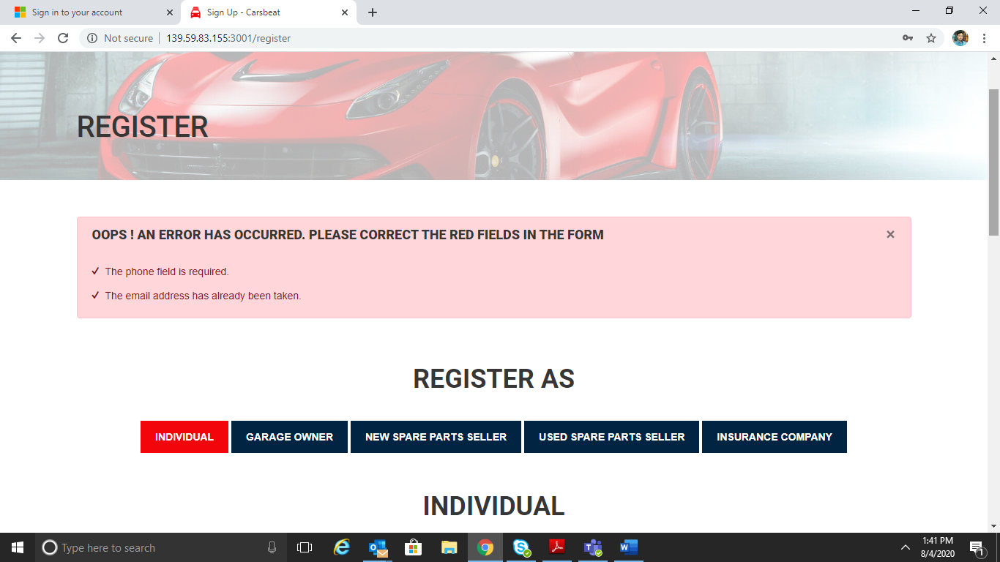 Sign in to your account
Sign Up - Carsbeat
Not secure
139.59.83.155:3001/register
REGISTER
OOPS ! AN ERROR HAS OCCURRED. PLEASE CORRECT THE RED FIELDS IN THE FORM
The phone field is required.
The email address has already been taken.
REGISTER AS
INDIVIDUAL
GARAGE OWNER
NEW SPARE PARTS SELLER
USED SPARE PARTS SELLER
INSURANCE COMPANY
INDIVIDUAL
Type here to search
1:41 PM
8/4/2020
1